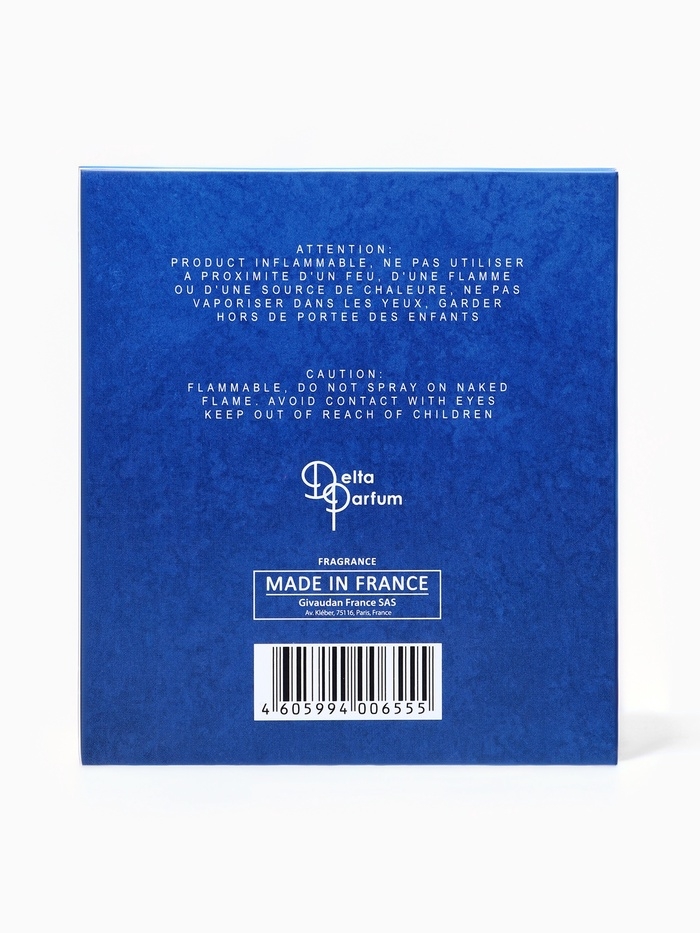 ATTENTION:
PRODUCT INFLAMMABLE, NE PAS UTILISER
A PROXIMITE D'UN FEU, D'UNE FLAMME
OU D'UNE SOURCE DE CHALEURE, NE PAS
VAPORISER DANS LES YEUX, GARDER
HORS DE PORTEE DES ENFANTS
CAUTION:
FLAMMABLE, DO NOT SPRAY ON NAKED
FLAME. AVOID CONTACT WITH EYES
KEEP OUT OF REACH OF CHILDREN
Delta
Parfum
FRAGRANCE
MADE IN FRANCE
Givaudan France SAS
Av. Kléber, 75116, Paris, France
4 605994 006555